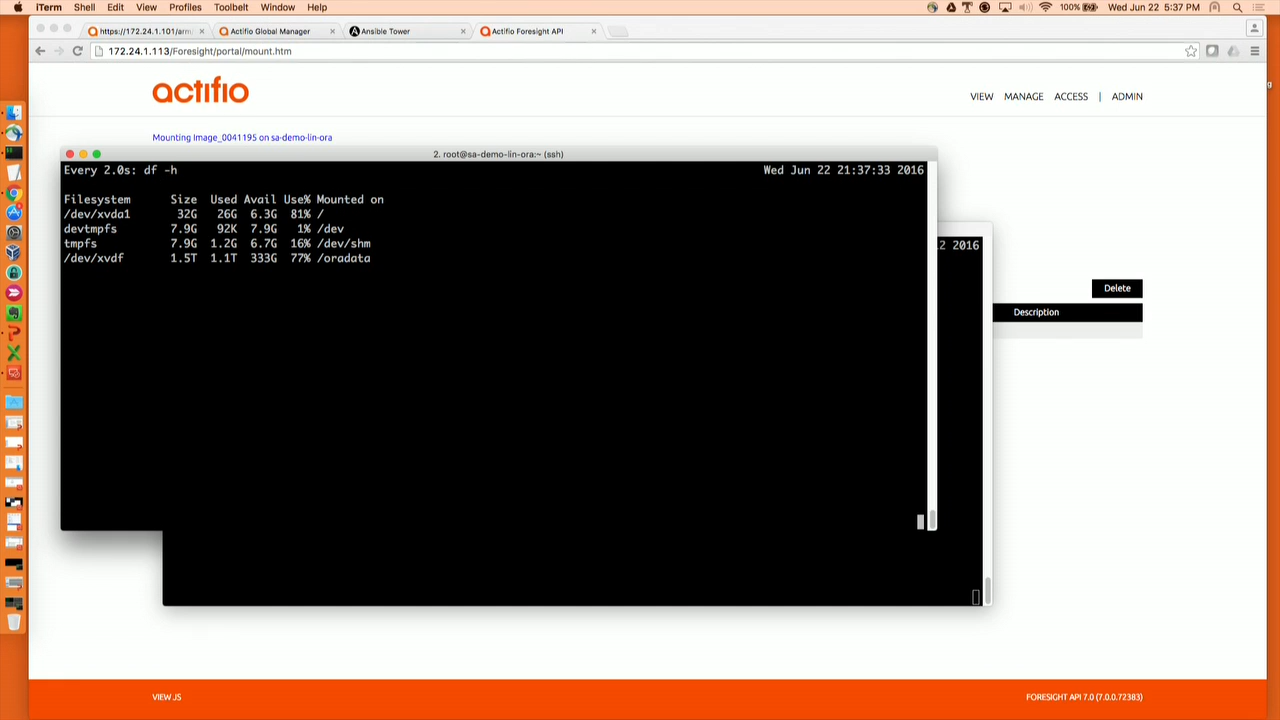 iTerm Shell Edit View Profiles Toolbelt Window Help 100% Wed Jun 22 5:37 PM
https://172.24.1.101/arm Actifio Global Manager Ansible Tower Actifio Foresight API
172.24.1.113/Foresight/portal/mount.htm
actifio
VIEW MANAGE ACCESS | ADMIN
Mounting Image_0041195 on sa-demo-lin-ora
2. root@sa-demo-lin-ora:~ (ssh)
Every 2.0s: df -h Wed Jun 22 21:37:33 2016
Filesystem Size Used Avail Use% Mounted on
/dev/xvda1 32G 26G 6.3G 81% /
devtmpfs 7.9G 92K 7.9G 1% /dev
tmpfs 7.9G 1.2G 6.7G 16% /dev/shm
/dev/xvdf 1.5T 1.1T 333G 77% /oradata
2 2016
Delete
Description
VIEW JS
FORESIGHT API 7.0 (7.0.0.72383)